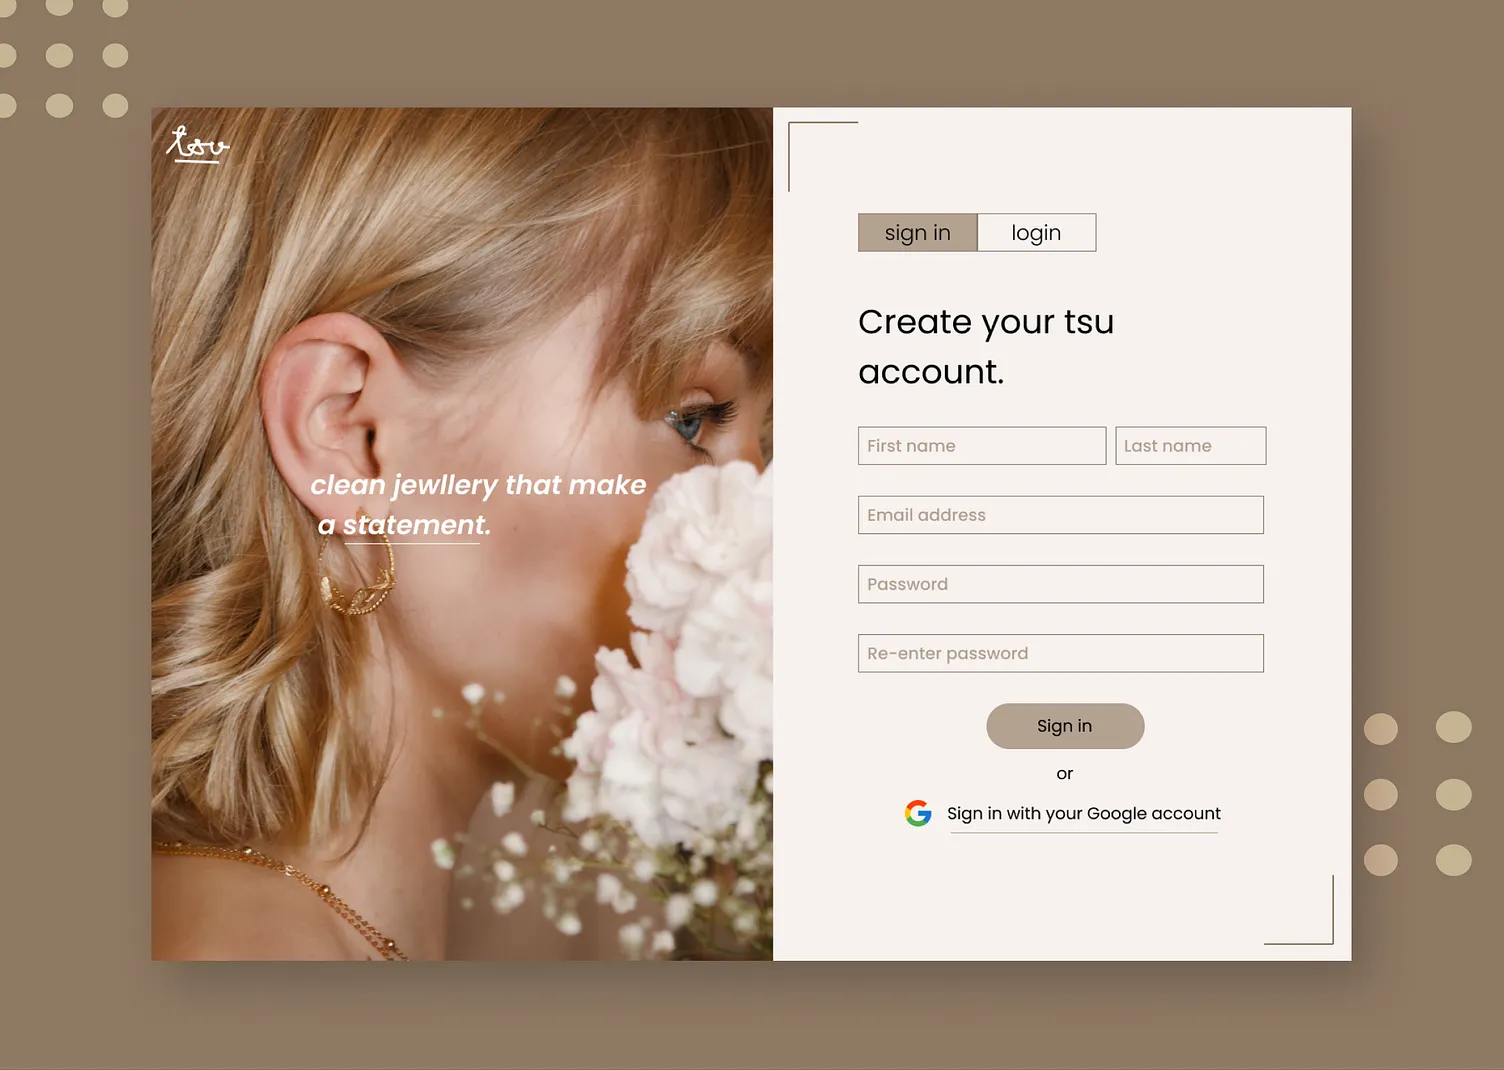 tsu
clean jewllery that make
a statement.
sign in
login
Create your tsu
account.
First name
Last name
Email address
Password
Re-enter password
Sign in
or
Sign in with your Google account